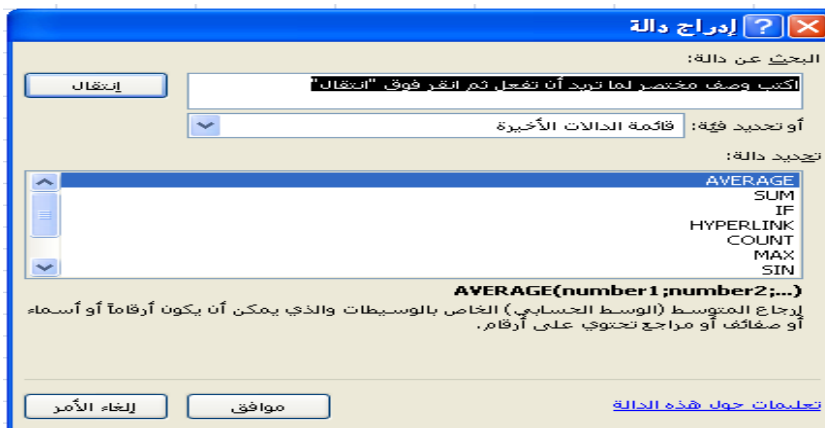 إدراج دالة
البحث عن دالة:
اكتب وصف مختصر لما تريد أن تفعل ثم انقر فوق "انتقال"
إنتقال
أو تحديد فئة: قائمة الدالات الأخيرة
تحديد دالة:
AVERAGE
SUM
IF
HYPERLINK
COUNT
MAX
SIN
AVERAGE(number1;number2;...)
إرجاع المتوسط (الوسط الحسابي) الخاص بالوسيطات والذي يمكن أن يكون أرقاماً أو أسماء
أو صفائف أو مراجع تحتوي على أرقام.
تعليمات حول هذه الدالة
موافق
إلغاء الأمر